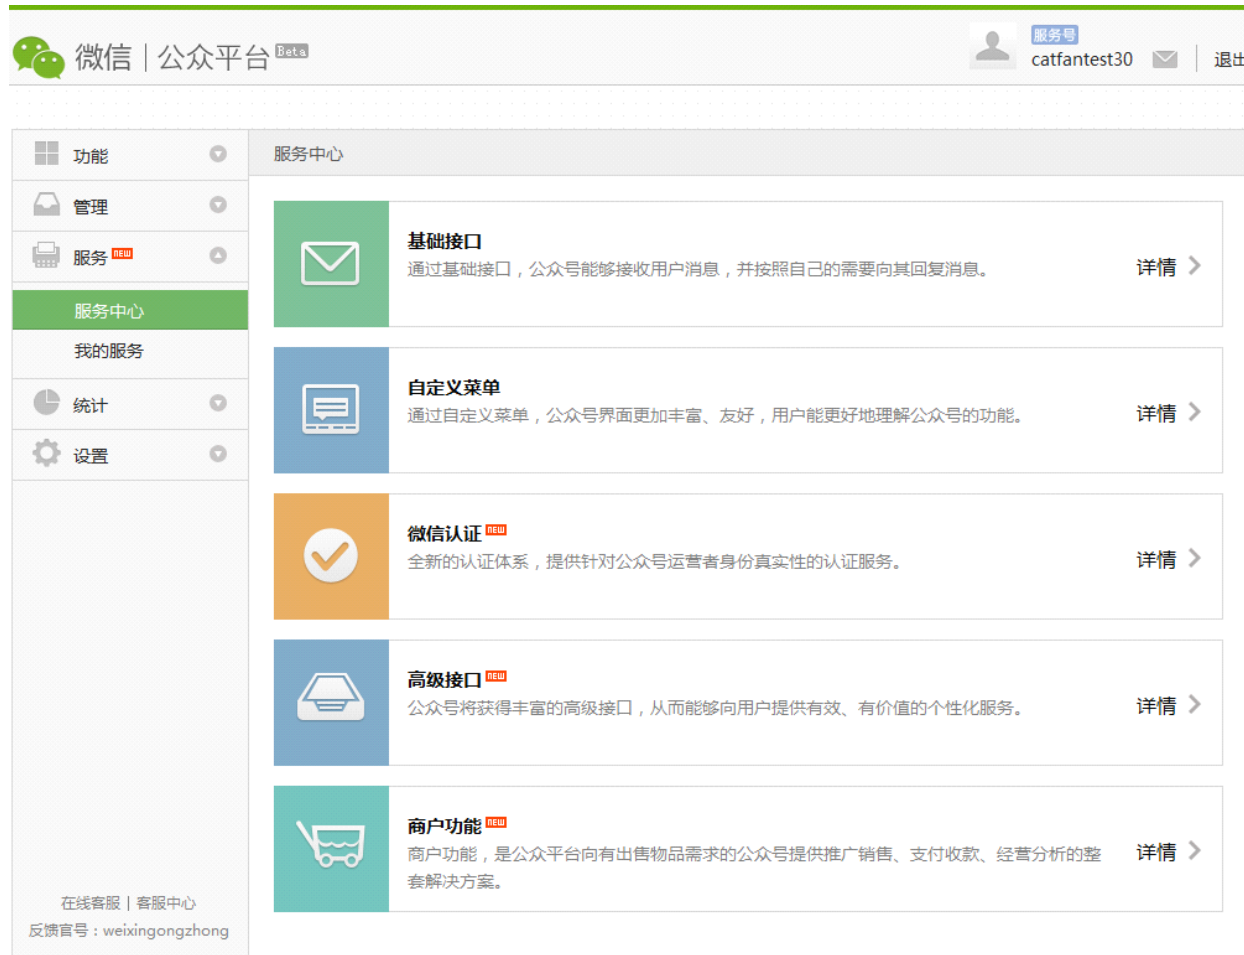 微信 | 公众平台 Beta
服务号
catfantest30
退出
功能
管理
服务 NEW
服务中心
我的服务
统计
设置
在线客服 | 客服中心
反馈官号：weixingongzhong
服务中心
基础接口
通过基础接口，公众号能够接收用户消息，并按照自己的需要向其回复消息。
详情
自定义菜单
通过自定义菜单，公众号界面更加丰富、友好，用户能更好地理解公众号的功能。
详情
微信认证 NEW
全新的认证体系，提供针对公众号运营者身份真实性的认证服务。
详情
高级接口 NEW
公众号将获得丰富的高级接口，从而能够向用户提供有效、有价值的个性化服务。
详情
商户功能 NEW
商户功能，是公众平台向有出售物品需求的公众号提供推广销售、支付收款、经营分析的整
套解决方案。
详情